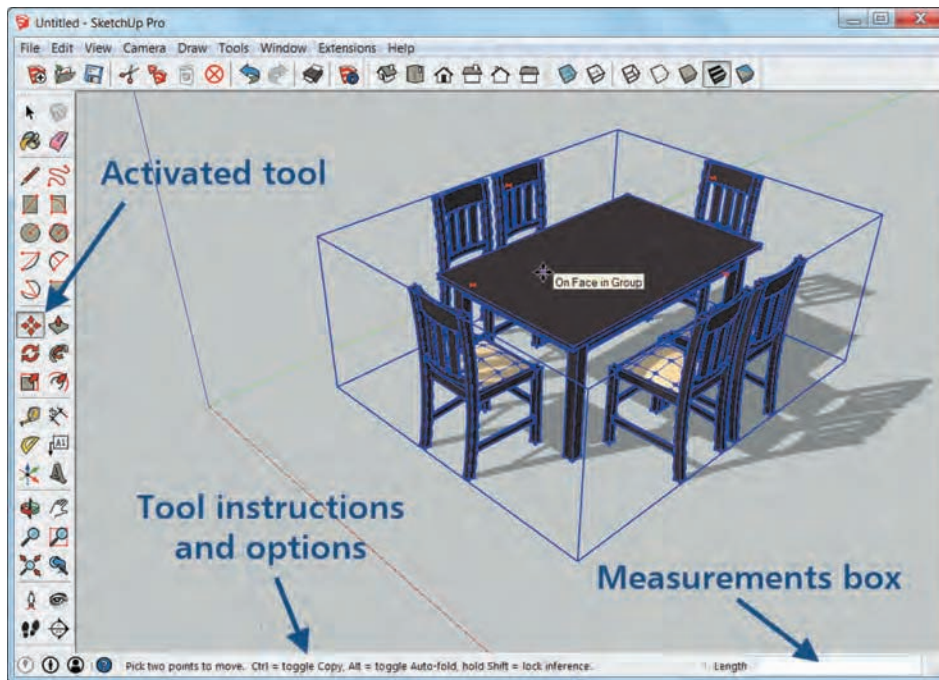 Untitled - SketchUp Pro
File Edit View Camera Draw Tools Window Extensions Help
Activated tool
On Face in Group
A1
Tool instructions
and options
Measurements box
Pick two points to move. Ctrl = toggle Copy, Alt = toggle Auto-fold, hold Shift = lock inference.
Length